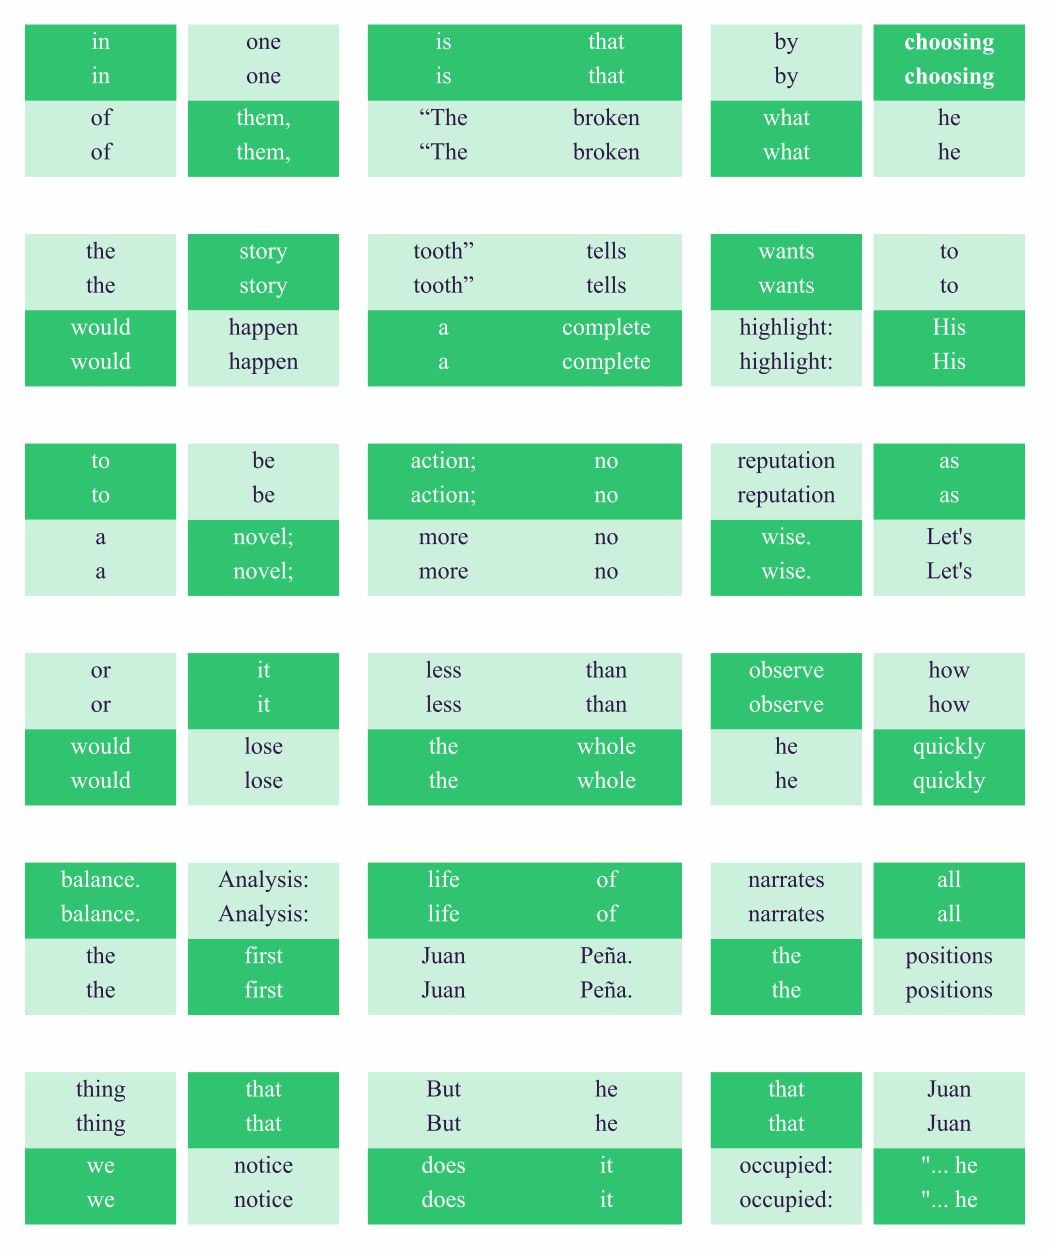 in one is that by choosing
in one is that by choosing
of them, “The broken what he
of them, “The broken what he
the story tooth” tells wants to
the story tooth” tells wants to
would happen a complete highlight: His
would happen a complete highlight: His
to be action; no reputation as
to be action; no reputation as
a novel; more no wise. Let's
a novel; more no wise. Let's
or it less than observe how
or it less than observe how
would lose the whole he quickly
would lose the whole he quickly
balance. Analysis: life of narrates all
balance. Analysis: life of narrates all
the first Juan Peña. the positions
the first Juan Peña. the positions
thing that But he that Juan
thing that But he that Juan
we notice does it occupied: "... he
we notice does it occupied: "... he